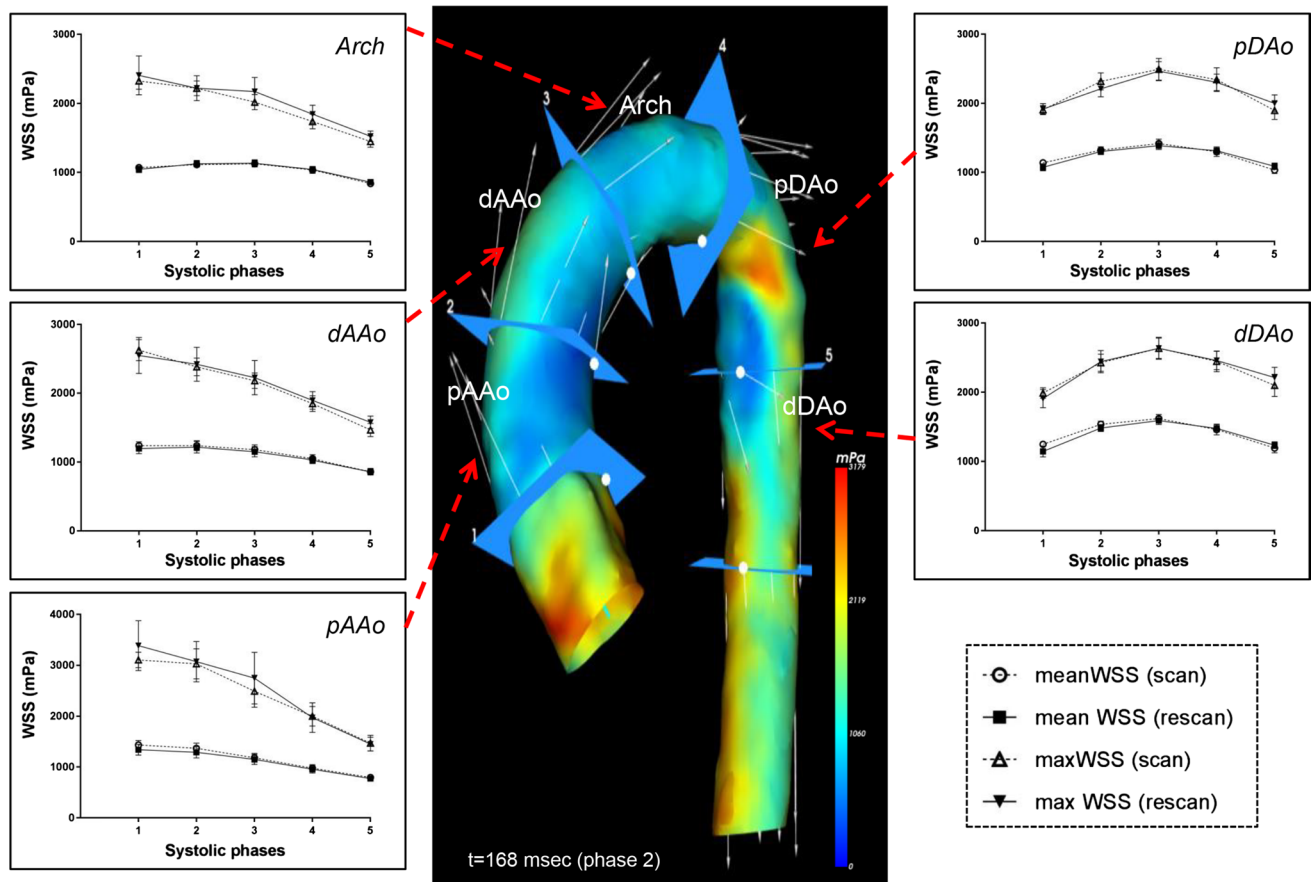 Arch
WSS (mPa)
3000
2000
1000
0
1 2 3 4 5
Systolic phases
dAAo
WSS (mPa)
3000
2000
1000
0
1 2 3 4 5
Systolic phases
pAAo
WSS (mPa)
4000
3000
2000
1000
0
1 2 3 4 5
Systolic phases
4
3
Arch
dAAo
pDAo
2
5
pAAo
dDAo
1
mPa
3179
2119
1060
0
t=168 msec (phase 2)
pDAo
WSS (mPa)
3000
2000
1000
0
1 2 3 4 5
Systolic phases
dDAo
WSS (mPa)
3000
2000
1000
0
1 2 3 4 5
Systolic phases
meanWSS (scan)
mean WSS (rescan)
maxWSS (scan)
max WSS (rescan)